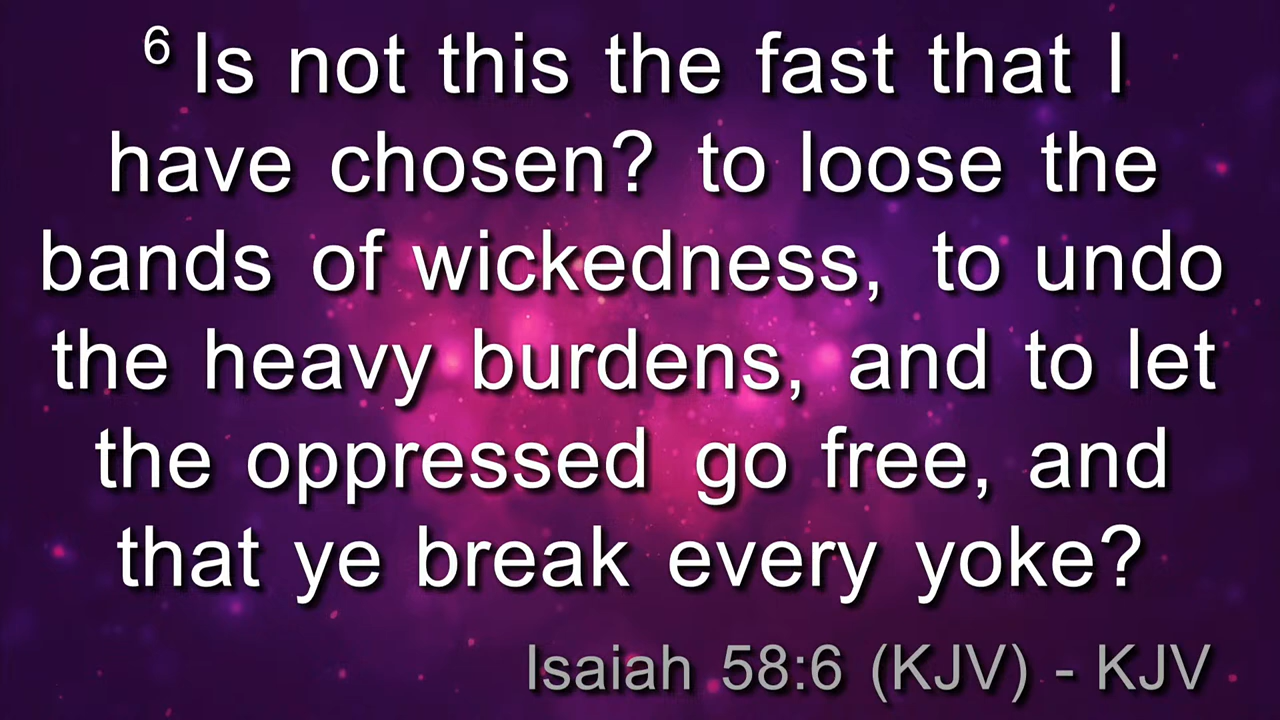 6 Is not this the fast that I
have chosen? to loose the
bands of wickedness, to undo
the heavy burdens, and to let
the oppressed go free, and
that ye break every yoke?
Isaiah 58:6 (KJV) - KJV